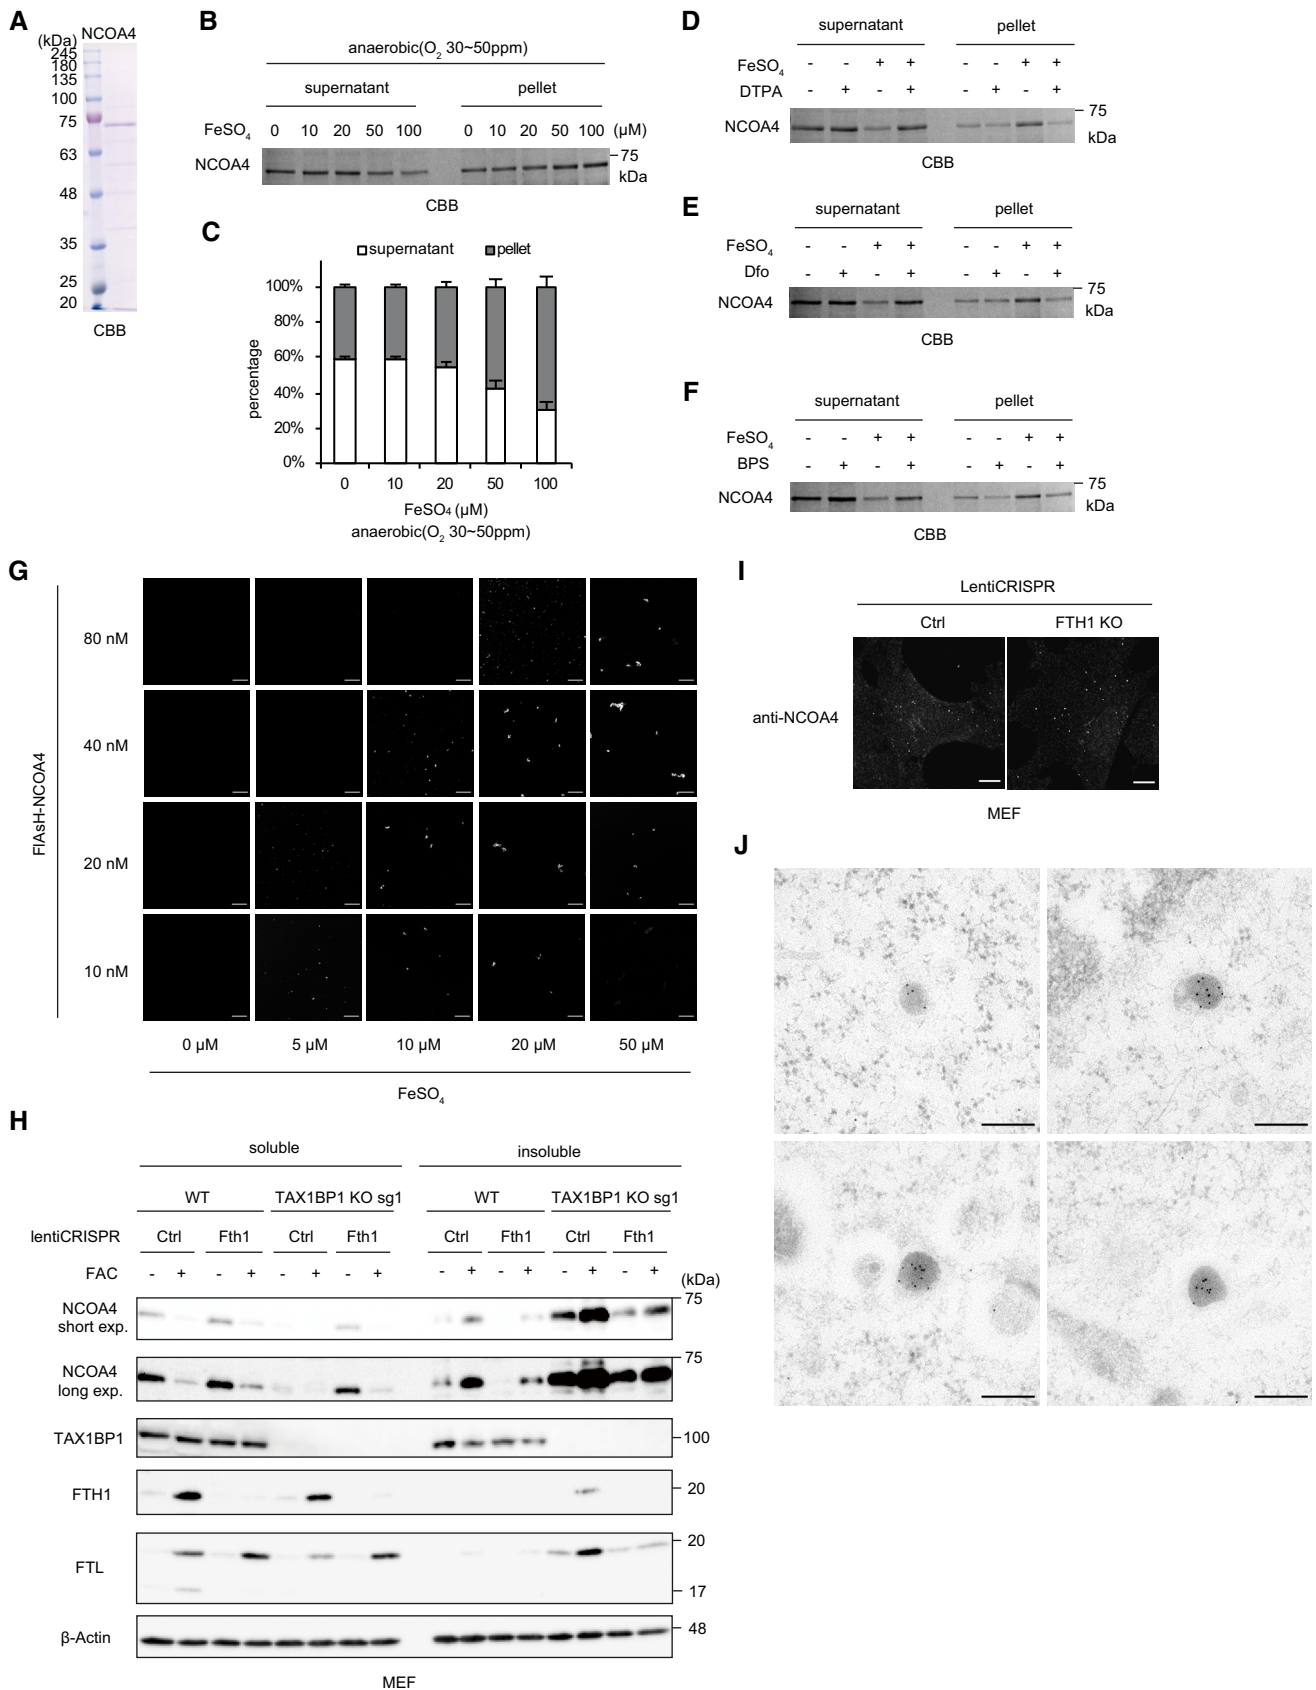 A
NCOA4
(kDa)
245
180
135
100
75
63
48
35
25
20
CBB
B
anaerobic(O2 30~50ppm)
supernatant pellet
FeSO4 0 10 20 50 100 0 10 20 50 100 (μM)
NCOA4
75
kDa
CBB
C
supernatant pellet
100%
80%
60%
40%
20%
0%
percentage
0 10 20 50 100
FeSO4 (μM)
anaerobic(O2 30~50ppm)
D
supernatant pellet
FeSO4 - - + + - - + +
DTPA - + - + - + - +
NCOA4
75
kDa
CBB
E
supernatant pellet
FeSO4 - - + + - - + +
Dfo - + - + - + - +
NCOA4
75
kDa
CBB
F
supernatant pellet
FeSO4 - - + + - - + +
BPS - + - + - + - +
NCOA4
75
kDa
CBB
G
FlAsH-NCOA4
80 nM
40 nM
20 nM
10 nM
0 μM 5 μM 10 μM 20 μM 50 μM
FeSO4
H
soluble insoluble
WT TAX1BP1 KO sg1 WT TAX1BP1 KO sg1
lentiCRISPR Ctrl Fth1 Ctrl Fth1 Ctrl Fth1 Ctrl Fth1
FAC - + - + - + - + - + - + - + - +
(kDa)
NCOA4
short exp.
75
NCOA4
long exp.
75
TAX1BP1 100
FTH1 20
FTL
20
17
β-Actin 48
MEF
I
LentiCRISPR
Ctrl FTH1 KO
anti-NCOA4
MEF
J